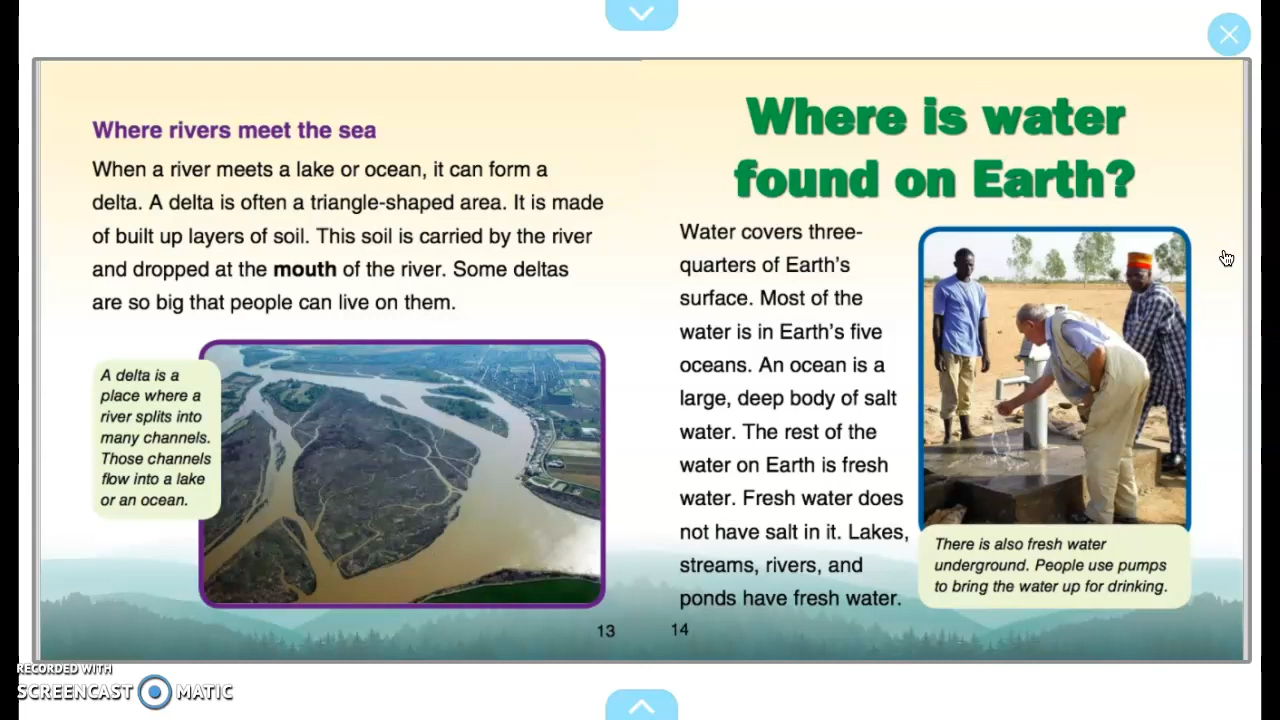 Where rivers meet the sea
When a river meets a lake or ocean, it can form a
delta. A delta is often a triangle-shaped area. It is made
of built up layers of soil. This soil is carried by the river
and dropped at the mouth of the river. Some deltas
are so big that people can live on them.
A delta is a
place where a
river splits into
many channels.
Those channels
flow into a lake
or an ocean.
13
Where is water
found on Earth?
Water covers three-
quarters of Earth's
surface. Most of the
water is in Earth's five
oceans. An ocean is a
large, deep body of salt
water. The rest of the
water on Earth is fresh
water. Fresh water does
not have salt in it. Lakes,
streams, rivers, and
ponds have fresh water.
There is also fresh water
underground. People use pumps
to bring the water up for drinking.
14
RECORDED WITH
SCREENCAST MATIC